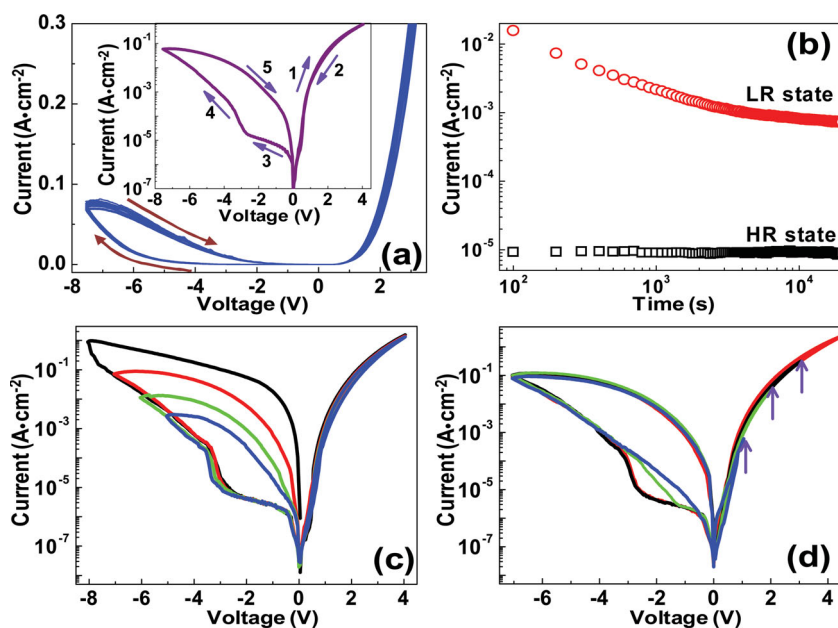 0.3
0.2
0.1
0.0
Current (A•cm⁻²)
-8 -6 -4 -2 0 2
Voltage (V)
(a)
10⁻¹
10⁻³
10⁻⁵
10⁻⁷
Current (A•cm⁻²)
-8 -4 0 4
Voltage (V)
1
2
3
4
5
(b)
10⁻¹
10⁻²
10⁻³
10⁻⁴
10⁻⁵
Current (A•cm⁻²)
LR state
HR state
10² 10³ 10⁴
Time (s)
10⁻¹
10⁻³
10⁻⁵
10⁻⁷
Current (A•cm⁻²)
-8 -6 -4 -2 0 2 4
Voltage (V)
(c)
10⁻¹
10⁻³
10⁻⁵
10⁻⁷
Current (A•cm⁻²)
-6 -4 -2 0 2 4
Voltage (V)
(d)